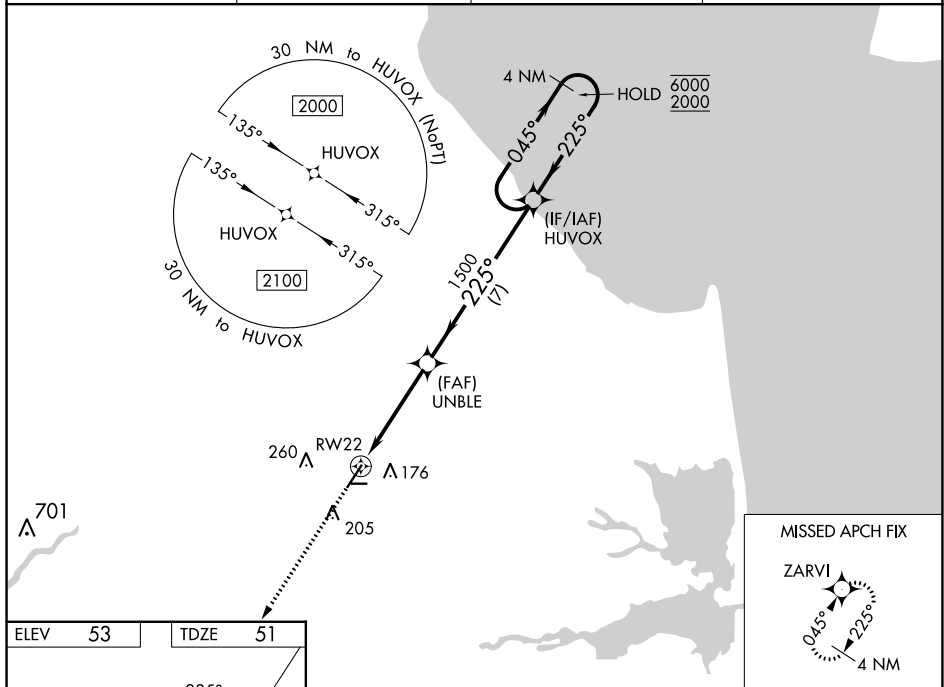 30 NM to HUVOX (NoPT)
2000
135°
HUVOX
315°
135°
HUVOX
315°
2100
30 NM to HUVOX
4 NM
HOLD
6000
2000
045°
225°
(IF/IAF)
HUVOX
1500
225°
(7)
(FAF)
UNBLE
RW22
260
176
205
701
MISSED APCH FIX
ZARVI
045°
225°
4 NM
ELEV 53
TDZE 51